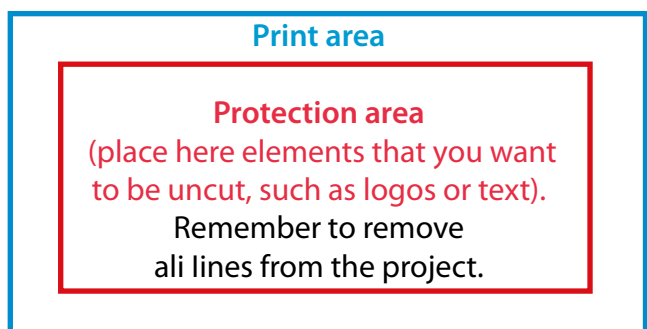 Print area
Protection area
(place here elements that you want
to be uncut, such as logos or text).
Remember to remove
ali lines from the project.